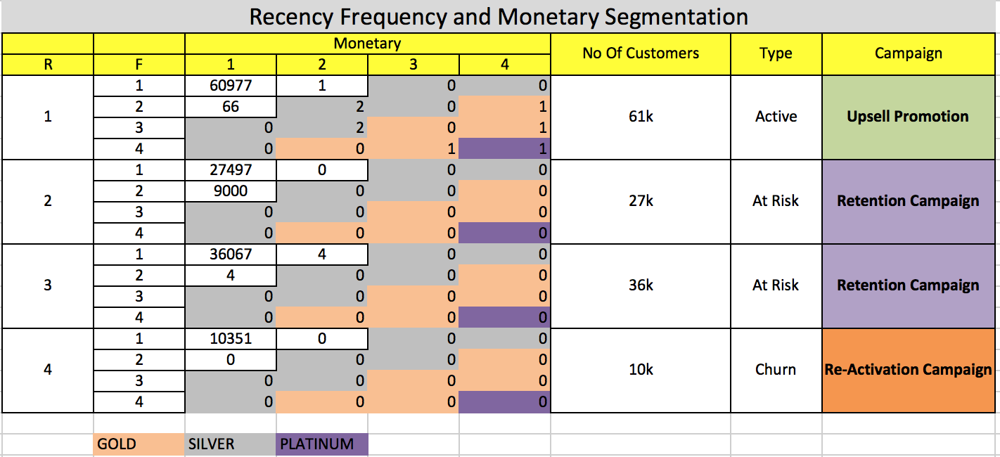 Recency Frequency and Monetary Segmentation
Monetary No Of Customers Type Campaign
R F 1 2 3 4
1 60977 1 0 0
2 66 2 0 1
1 61k Active Upsell Promotion
3 0 2 0 1
4 0 0 1 1
1 27497 0 0 0
2 9000 0 0 0
2 27k At Risk Retention Campaign
3 0 0 0 0
4 0 0 0 0
1 36067 4 0 0
2 4 0 0 0
3 36k At Risk Retention Campaign
3 0 0 0 0
4 0 0 0 0
1 10351 0 0 0
2 0 0 0 0
4 10k Churn Re-Activation Campaign
3 0 0 0 0
4 0 0 0 0
GOLD SILVER PLATINUM